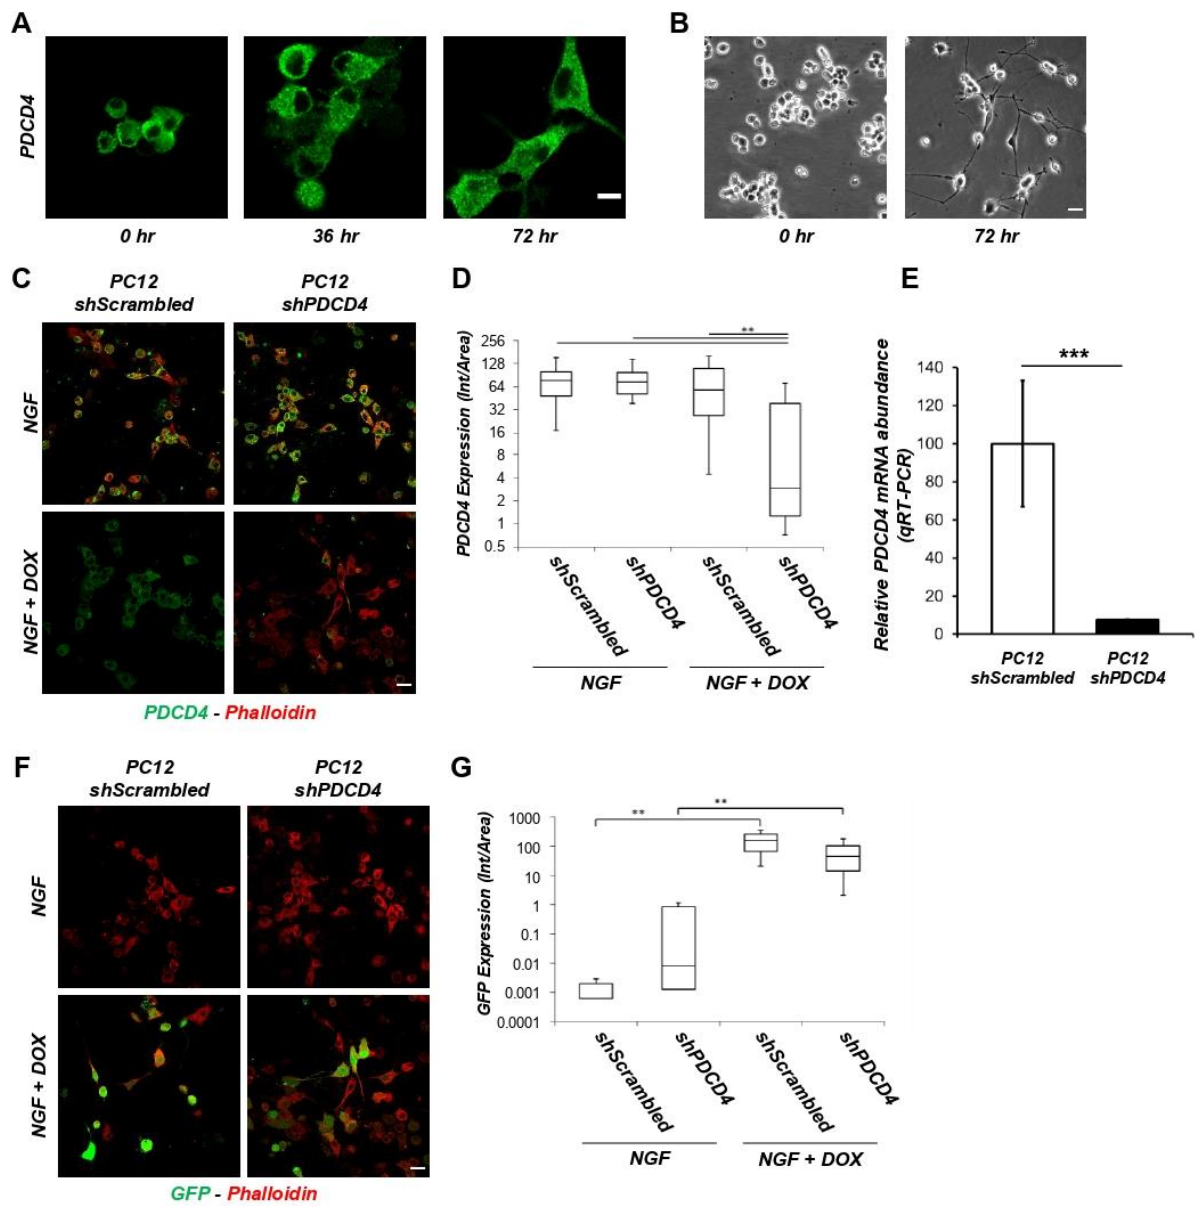 A
B
PDCD4
0 hr
36 hr
72 hr
0 hr
72 hr
C
PC12
shScrambled
PC12
shPDCD4
NGF
NGF + DOX
PDCD4 - Phalloidin
D
PDCD4 Expression (Int/Area)
256
128
64
32
16
8
4
2
1
0.5
**
shScrambled
shPDCD4
shScrambled
shPDCD4
NGF
NGF + DOX
E
Relative PDCD4 mRNA abundance
(qRT-PCR)
140
120
100
80
60
40
20
0
***
PC12
shScrambled
PC12
shPDCD4
F
PC12
shScrambled
PC12
shPDCD4
NGF
NGF + DOX
GFP - Phalloidin
G
GFP Expression (Int/Area)
1000
100
10
1
0.1
0.01
0.001
0.0001
**
**
shScrambled
shPDCD4
shScrambled
shPDCD4
NGF
NGF + DOX